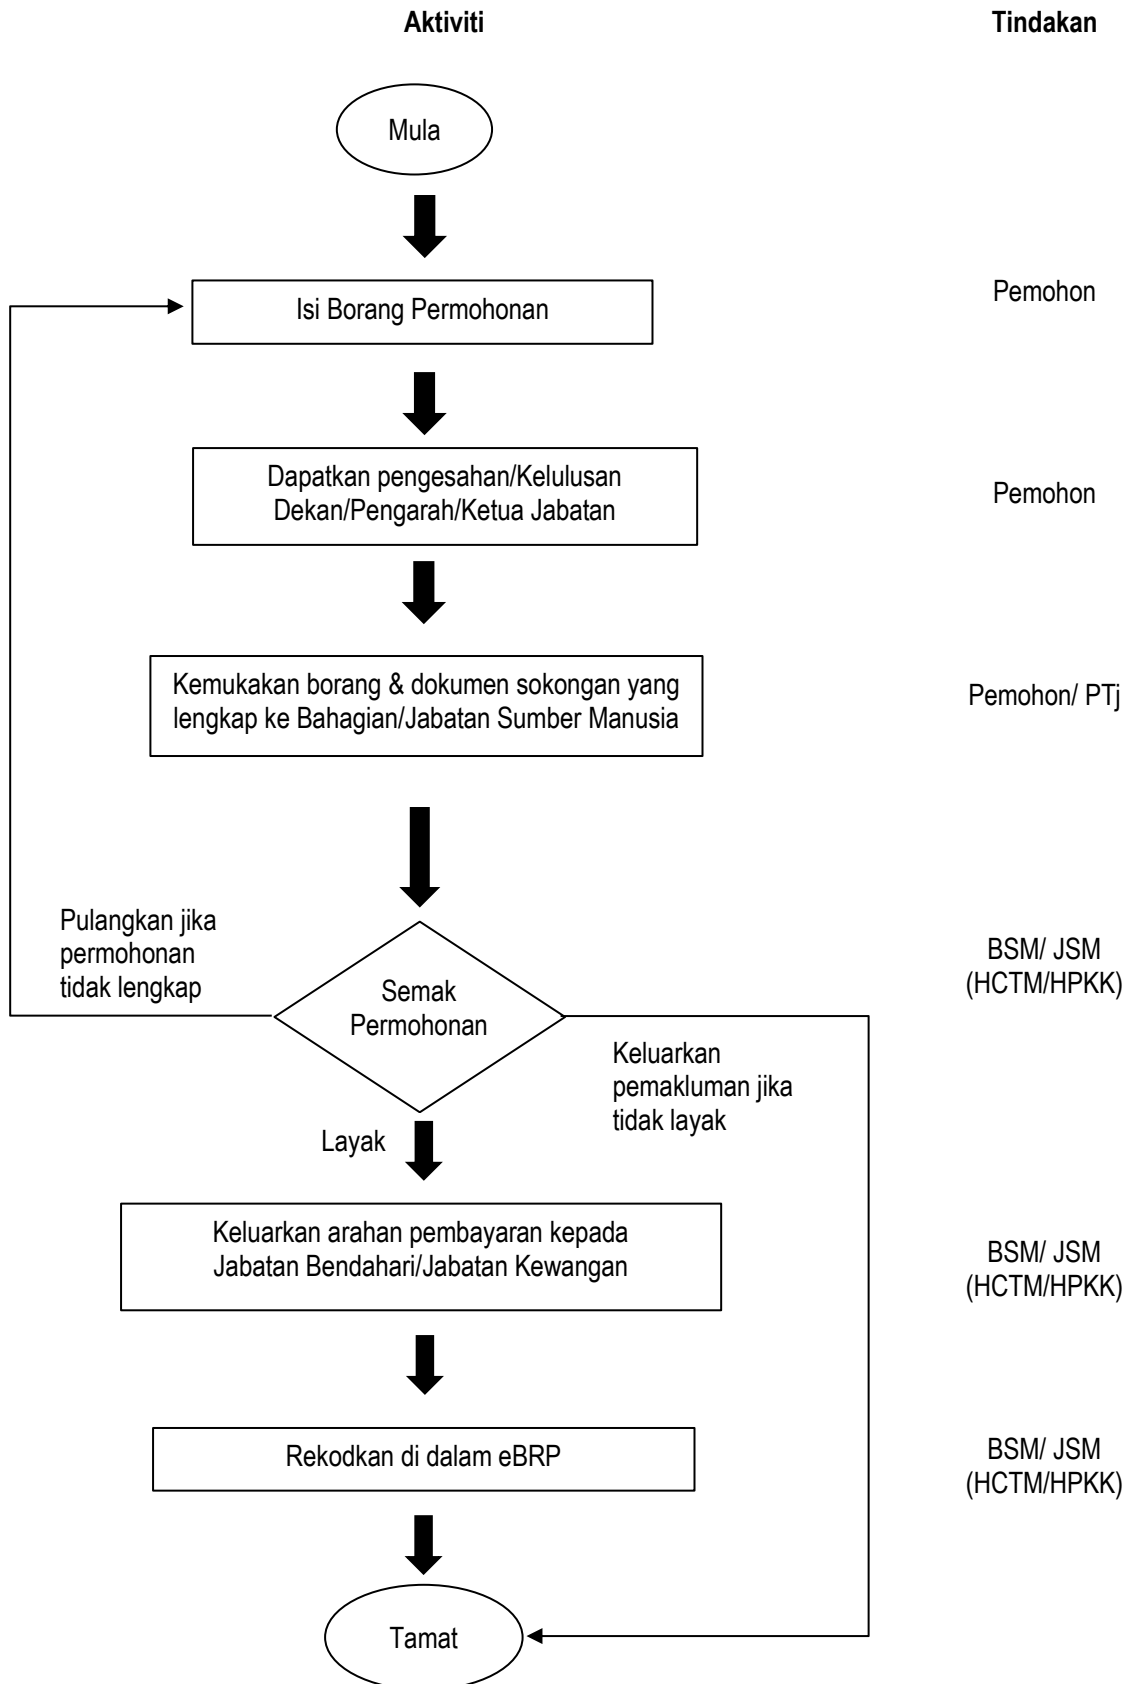 Aktiviti
Tindakan
Mula
Isi Borang Permohonan
Pemohon
Dapatkan pengesahan/Kelulusan
Dekan/Pengarah/Ketua Jabatan
Pemohon
Kemukakan borang & dokumen sokongan yang
lengkap ke Bahagian/Jabatan Sumber Manusia
Pemohon/ PTj
Pulangkan jika
permohonan
tidak lengkap
Semak
Permohonan
BSM/ JSM
(HCTM/HPKK)
Keluarkan
pemakluman jika
tidak layak
Layak
Keluarkan arahan pembayaran kepada
Jabatan Bendahari/Jabatan Kewangan
BSM/ JSM
(HCTM/HPKK)
Rekodkan di dalam eBRP
BSM/ JSM
(HCTM/HPKK)
Tamat